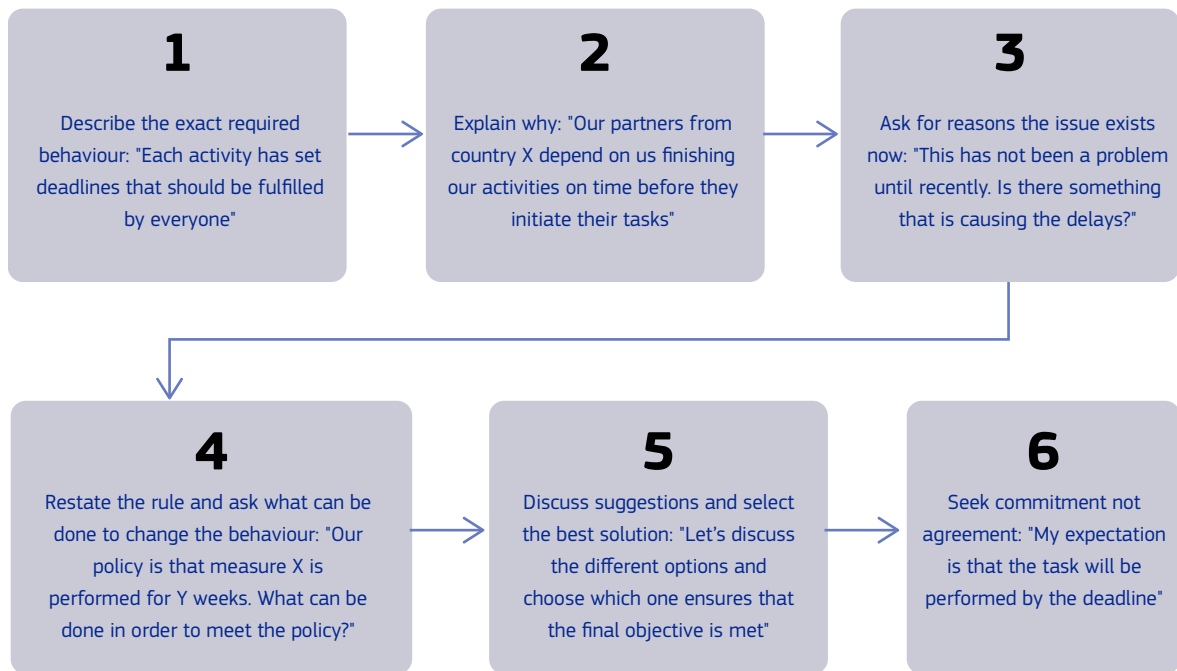 1
Describe the exact required
behaviour: "Each activity has set
deadlines that should be fulfilled
by everyone"
2
Explain why: "Our partners from
country X depend on us finishing
our activities on time before they
initiate their tasks"
3
Ask for reasons the issue exists
now: "This has not been a problem
until recently. Is there something
that is causing the delays?"
4
Restate the rule and ask what can be
done to change the behaviour: "Our
policy is that measure X is
performed for Y weeks. What can be
done in order to meet the policy?"
5
Discuss suggestions and select
the best solution: "Let's discuss
the different options and
choose which one ensures that
the final objective is met"
6
Seek commitment not
agreement: "My expectation
is that the task will be
performed by the deadline"